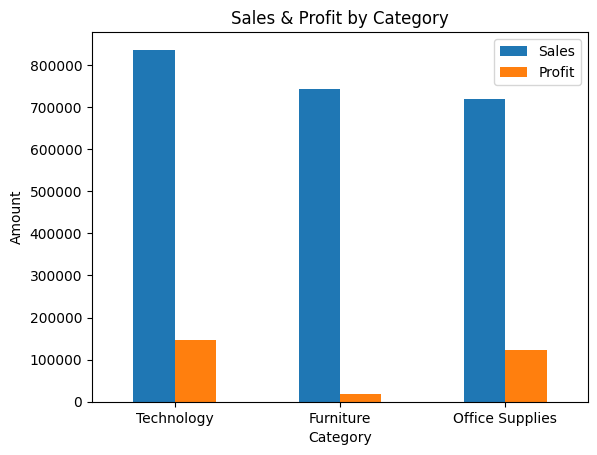 Sales & Profit by Category
Sales
Profit
800000
700000
600000
500000
400000
300000
200000
100000
0
Amount
Technology
Furniture
Office Supplies
Category